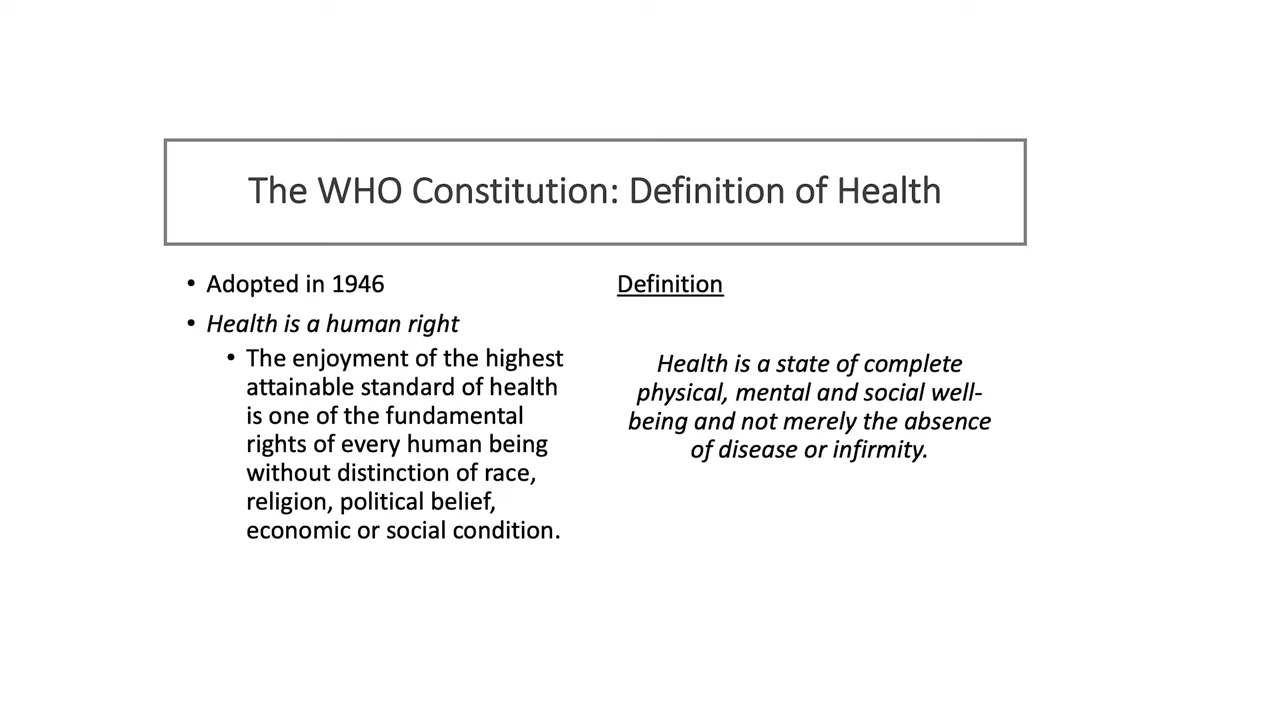 The WHO Constitution: Definition of Health
• Adopted in 1946
• Health is a human right
• The enjoyment of the highest
attainable standard of health
is one of the fundamental
rights of every human being
without distinction of race,
religion, political belief,
economic or social condition.
Definition
Health is a state of complete
physical, mental and social well-
being and not merely the absence
of disease or infirmity.